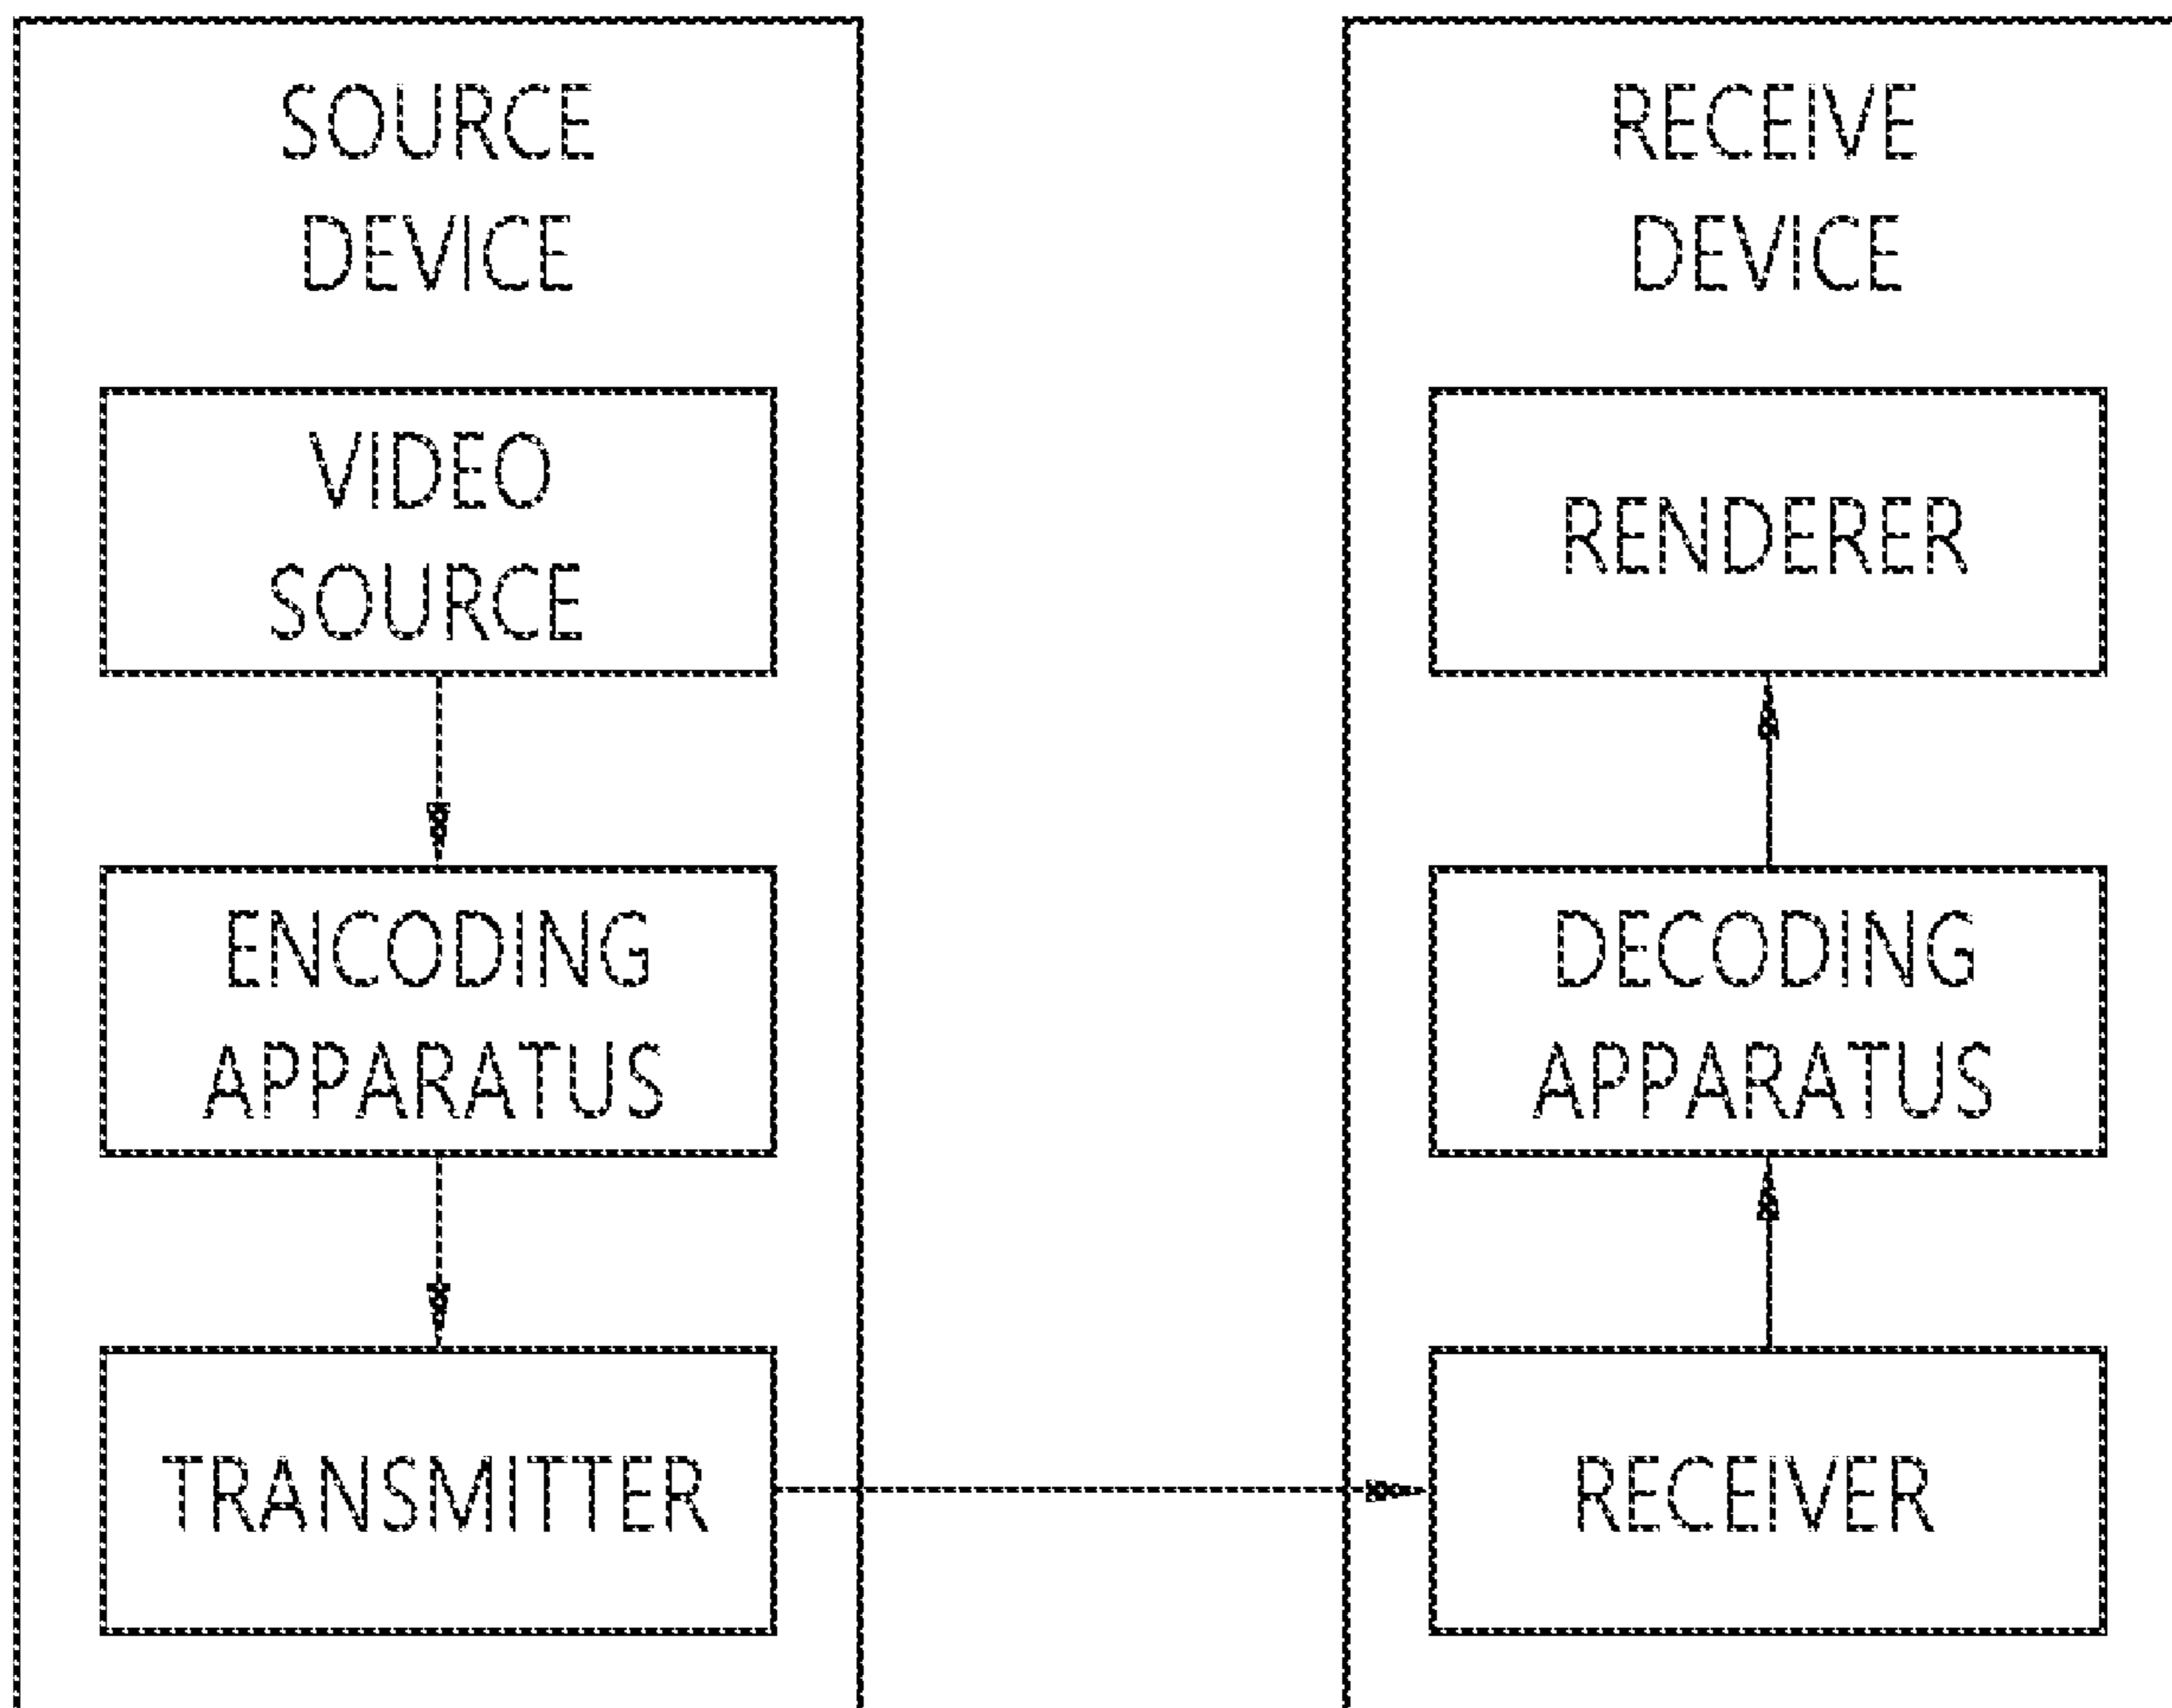 SOURCE
DEVICE
VIDEO
SOURCE
ENCODING
APPARATUS
TRANSMITTER
RECEIVE
DEVICE
RENDERER
DECODING
APPARATUS
RECEIVER